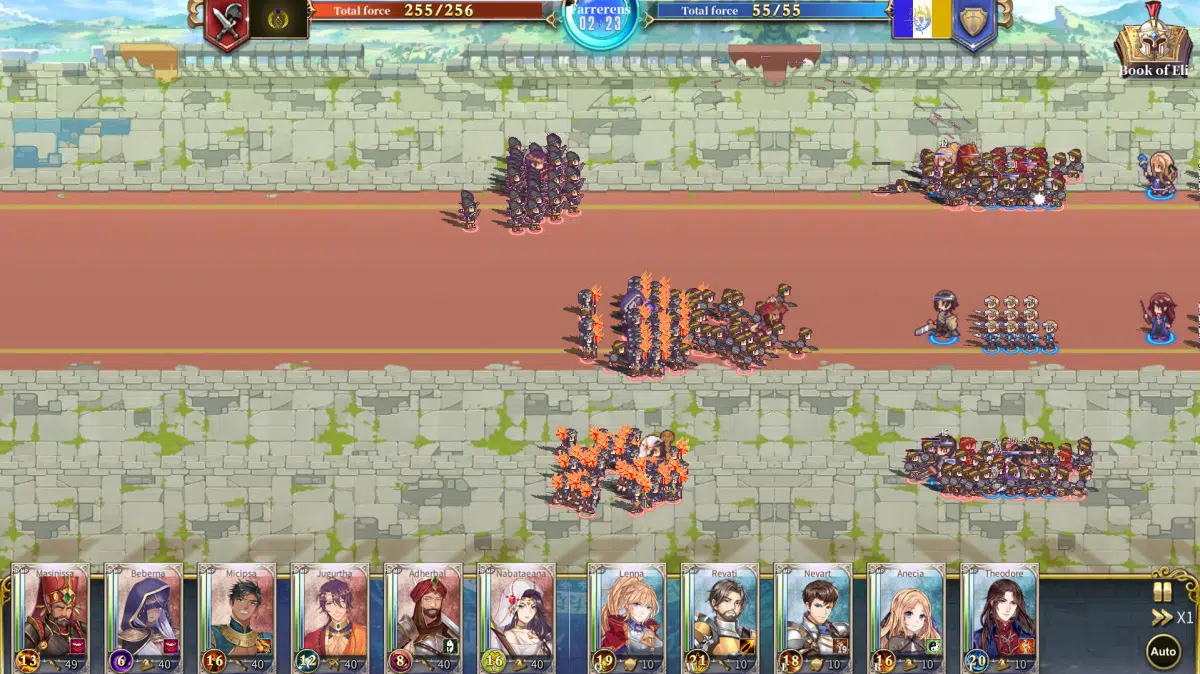 Total force 255/256
Farrerens
02:23
Total force 55/55
Book of Eli
Masinissa
Beberna
Micipsa
Jugurtha
Adherbal
Nabataeana
Lenna
Revati
Nevart
Anecia
Theodore
13 49
6 40
16 40
12 40
8 40
16 40
19 10
21 10
18 10
16 10
20 10
X1
Auto